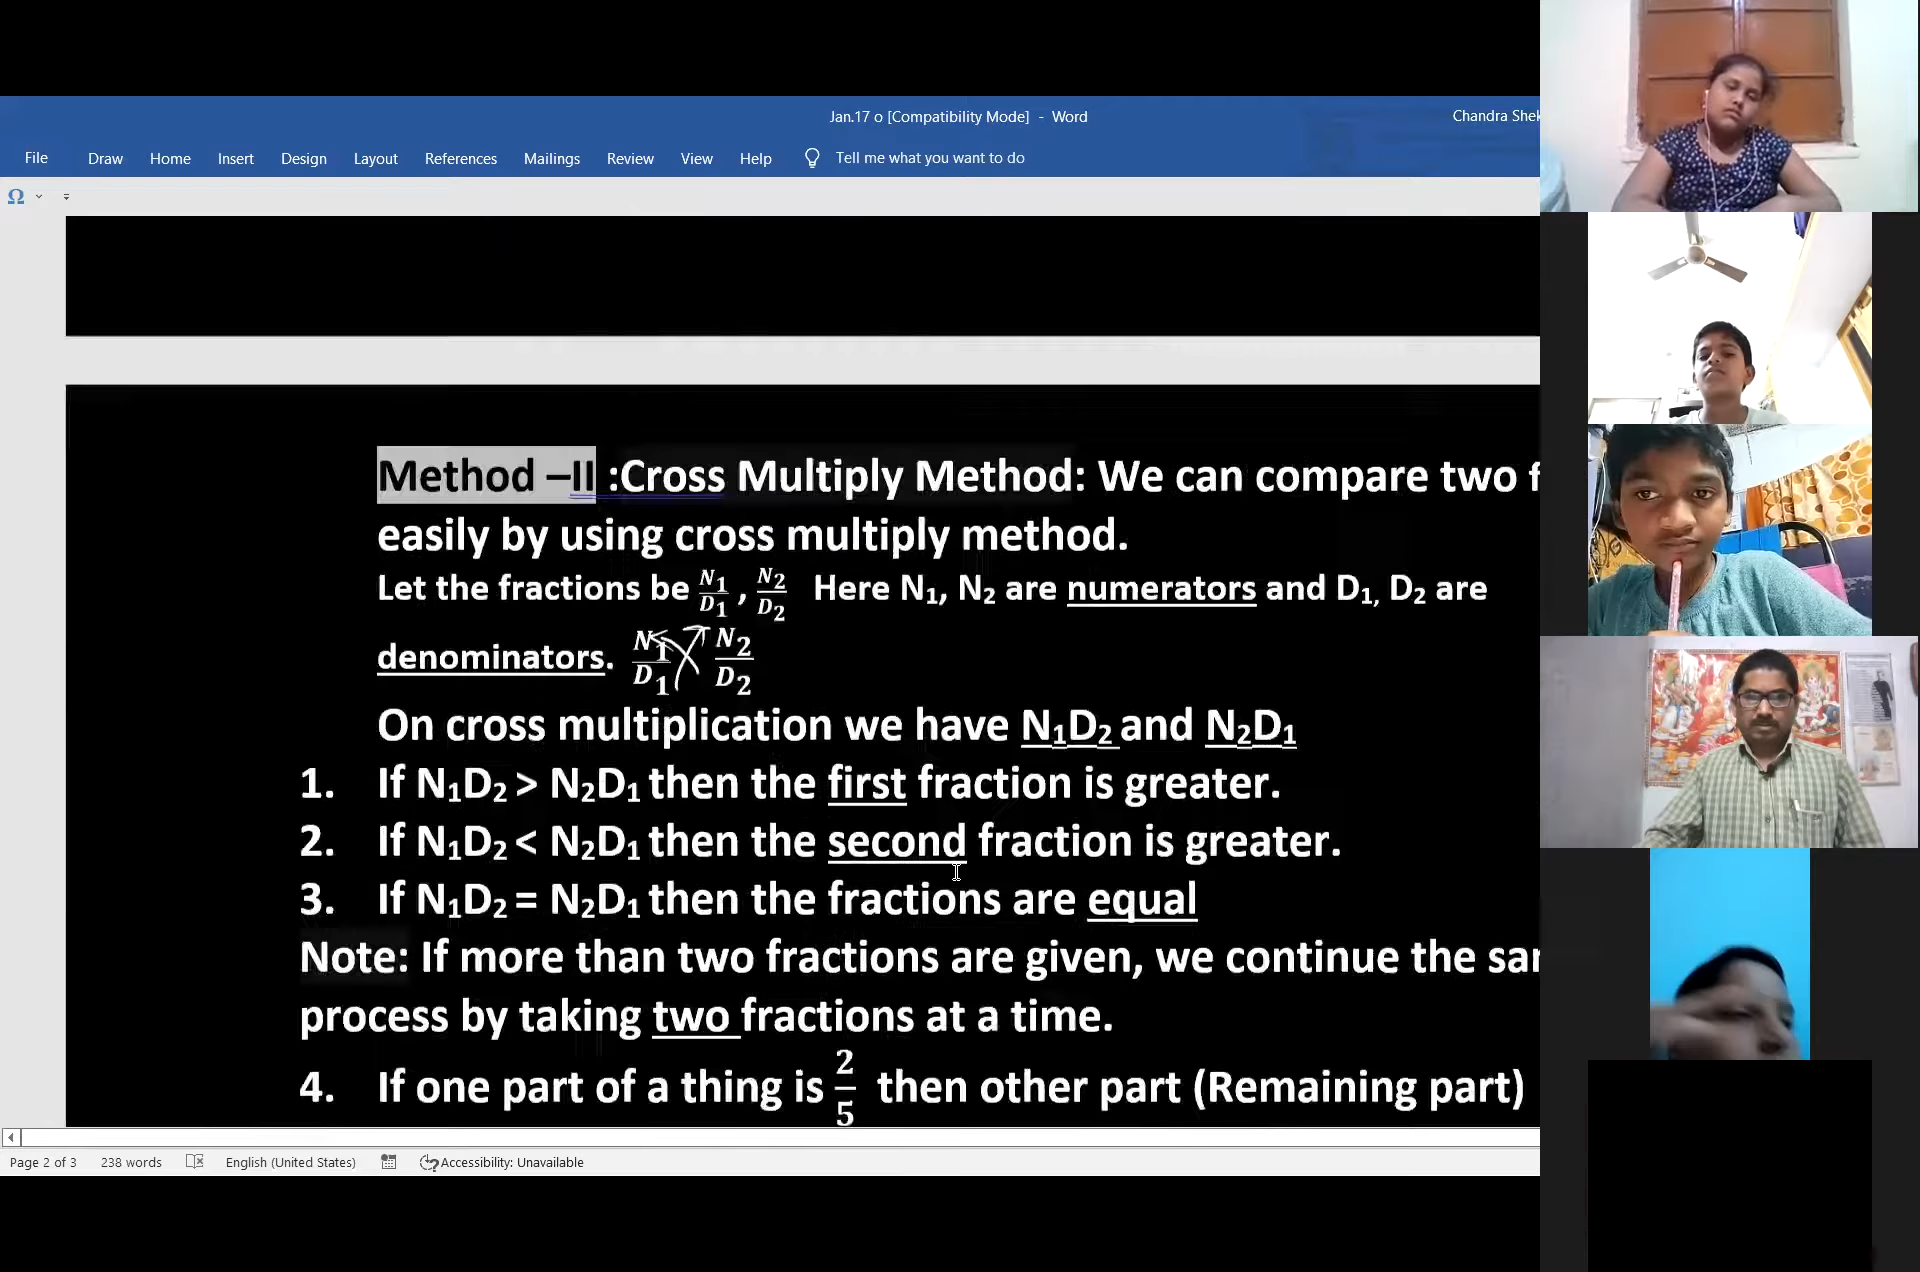 Jan.17 o [Compatibility Mode] - Word
Chandra Shek
File Draw Home Insert Design Layout References Mailings Review View Help Tell me what you want to do
Method –II :Cross Multiply Method: We can compare two f
easily by using cross multiply method.
Let the fractions be N1/D1 , N2/D2 Here N1, N2 are numerators and D1, D2 are
denominators. N1/D1 N2/D2
On cross multiplication we have N1D2 and N2D1
1. If N1D2 > N2D1 then the first fraction is greater.
2. If N1D2 < N2D1 then the second fraction is greater.
3. If N1D2 = N2D1 then the fractions are equal
Note: If more than two fractions are given, we continue the sa
process by taking two fractions at a time.
4. If one part of a thing is 2/5 then other part (Remaining part)
Page 2 of 3 238 words English (United States) Accessibility: Unavailable